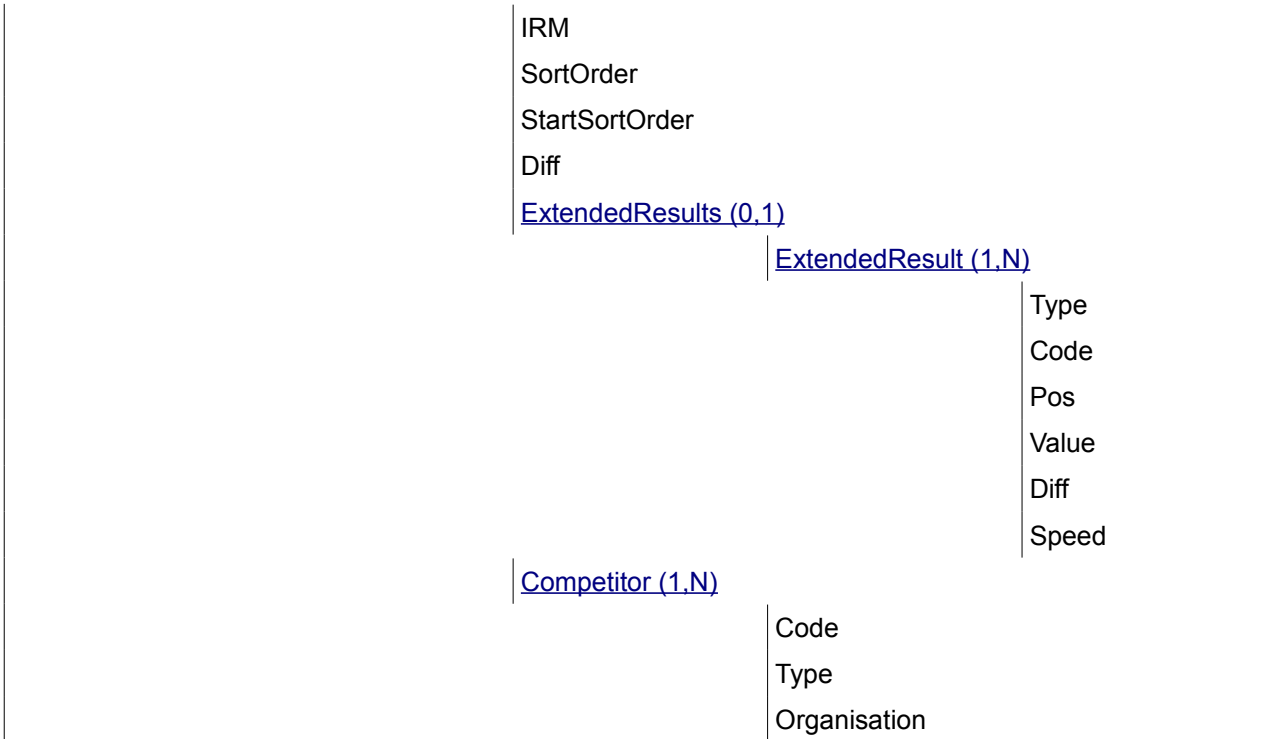 IRM
SortOrder
StartSortOrder
Diff
ExtendedResults (0,1)
ExtendedResult (1,N)
Type
Code
Pos
Value
Diff
Speed
Competitor (1,N)
Code
Type
Organisation